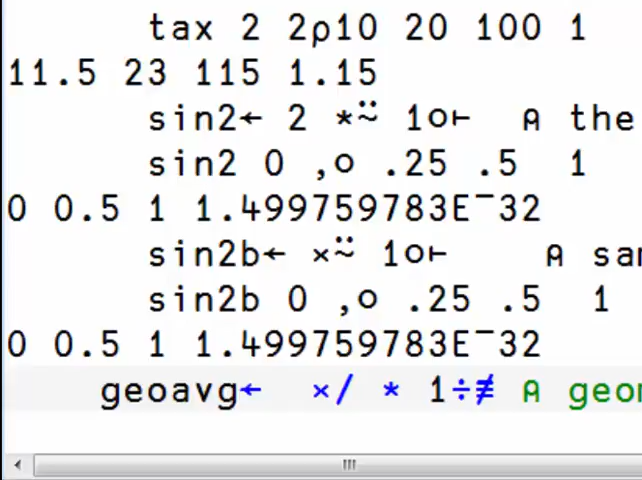 tax 2 2⍴10 20 100 1
11.5 23 115 1.15
sin2← 2 *⍨ 1○⊢ ⍝ the
sin2 0 ,○ .25 .5 1
0 0.5 1 1.499759783E¯32
sin2b← ×⍨ 1○⊢ ⍝ sa
sin2b 0 ,○ .25 .5 1
0 0.5 1 1.499759783E¯32
geoavg← ×/ * 1÷≢ ⍝ geo